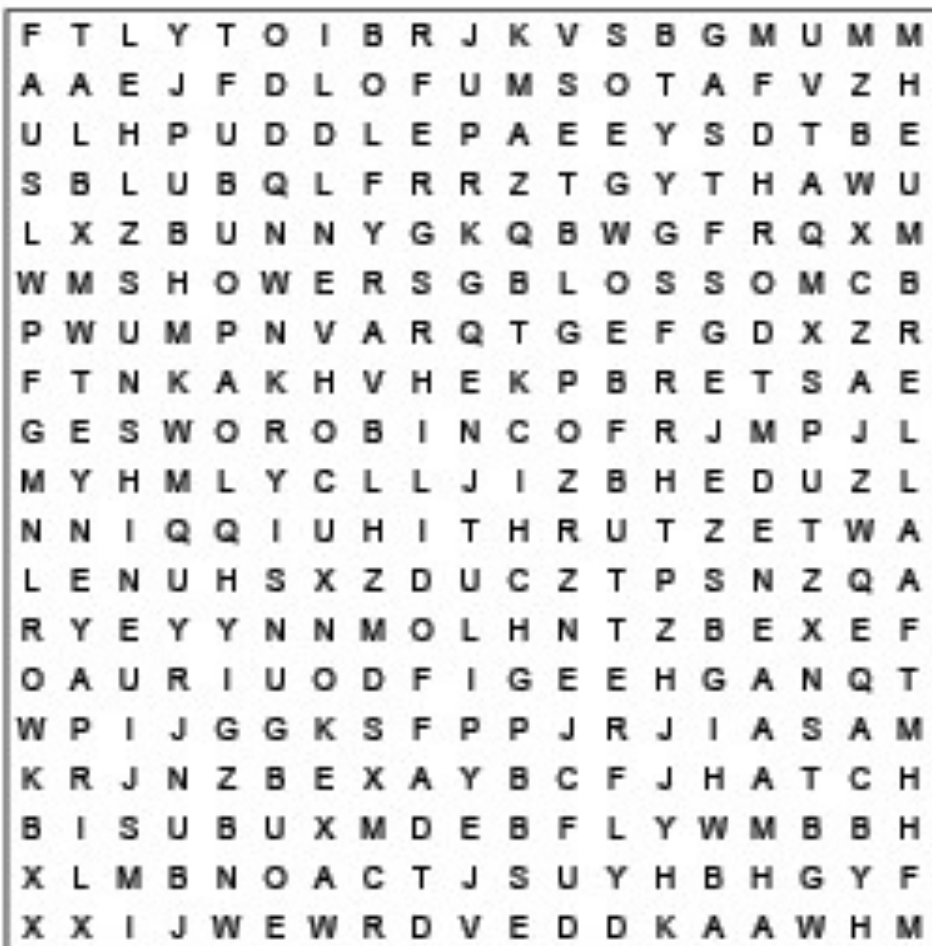 F T L Y T O I B R J K V S B G M U M M
A A E J F D L O F U M S O T A F V Z H
U L H P U D D L E P A E E Y S D T B E
S B L U B Q L F R R Z T G Y T H A W U
L X Z B U N N Y G K Q B W G F R Q X M
W M S H O W E R S G B L O S S O M C B
P W U M P N V A R Q T G E F G D X Z R
F T N K A K H V H E K P B R E T S A E
G E S W O R O B I N C O F R J M P J L
M Y H M L Y C L L J I Z B H E D U Z L
N N I Q Q I U H I T H R U T Z E T W A
L E N U H S X Z D U C Z T P S N Z Q A
R Y E Y Y N N M O L H N T Z B E X E F
O A U R I U O D F I G E E H G A N Q T
W P I J G G K S F P P J R J I A S A M
K R J N Z B E X A Y B C F J H A T C H
B I S U B U X M D E B F L Y W M B B H
X L M B N O A C T J S U Y H B H G Y F
X X I J W E W R D V E D D K A A W H M